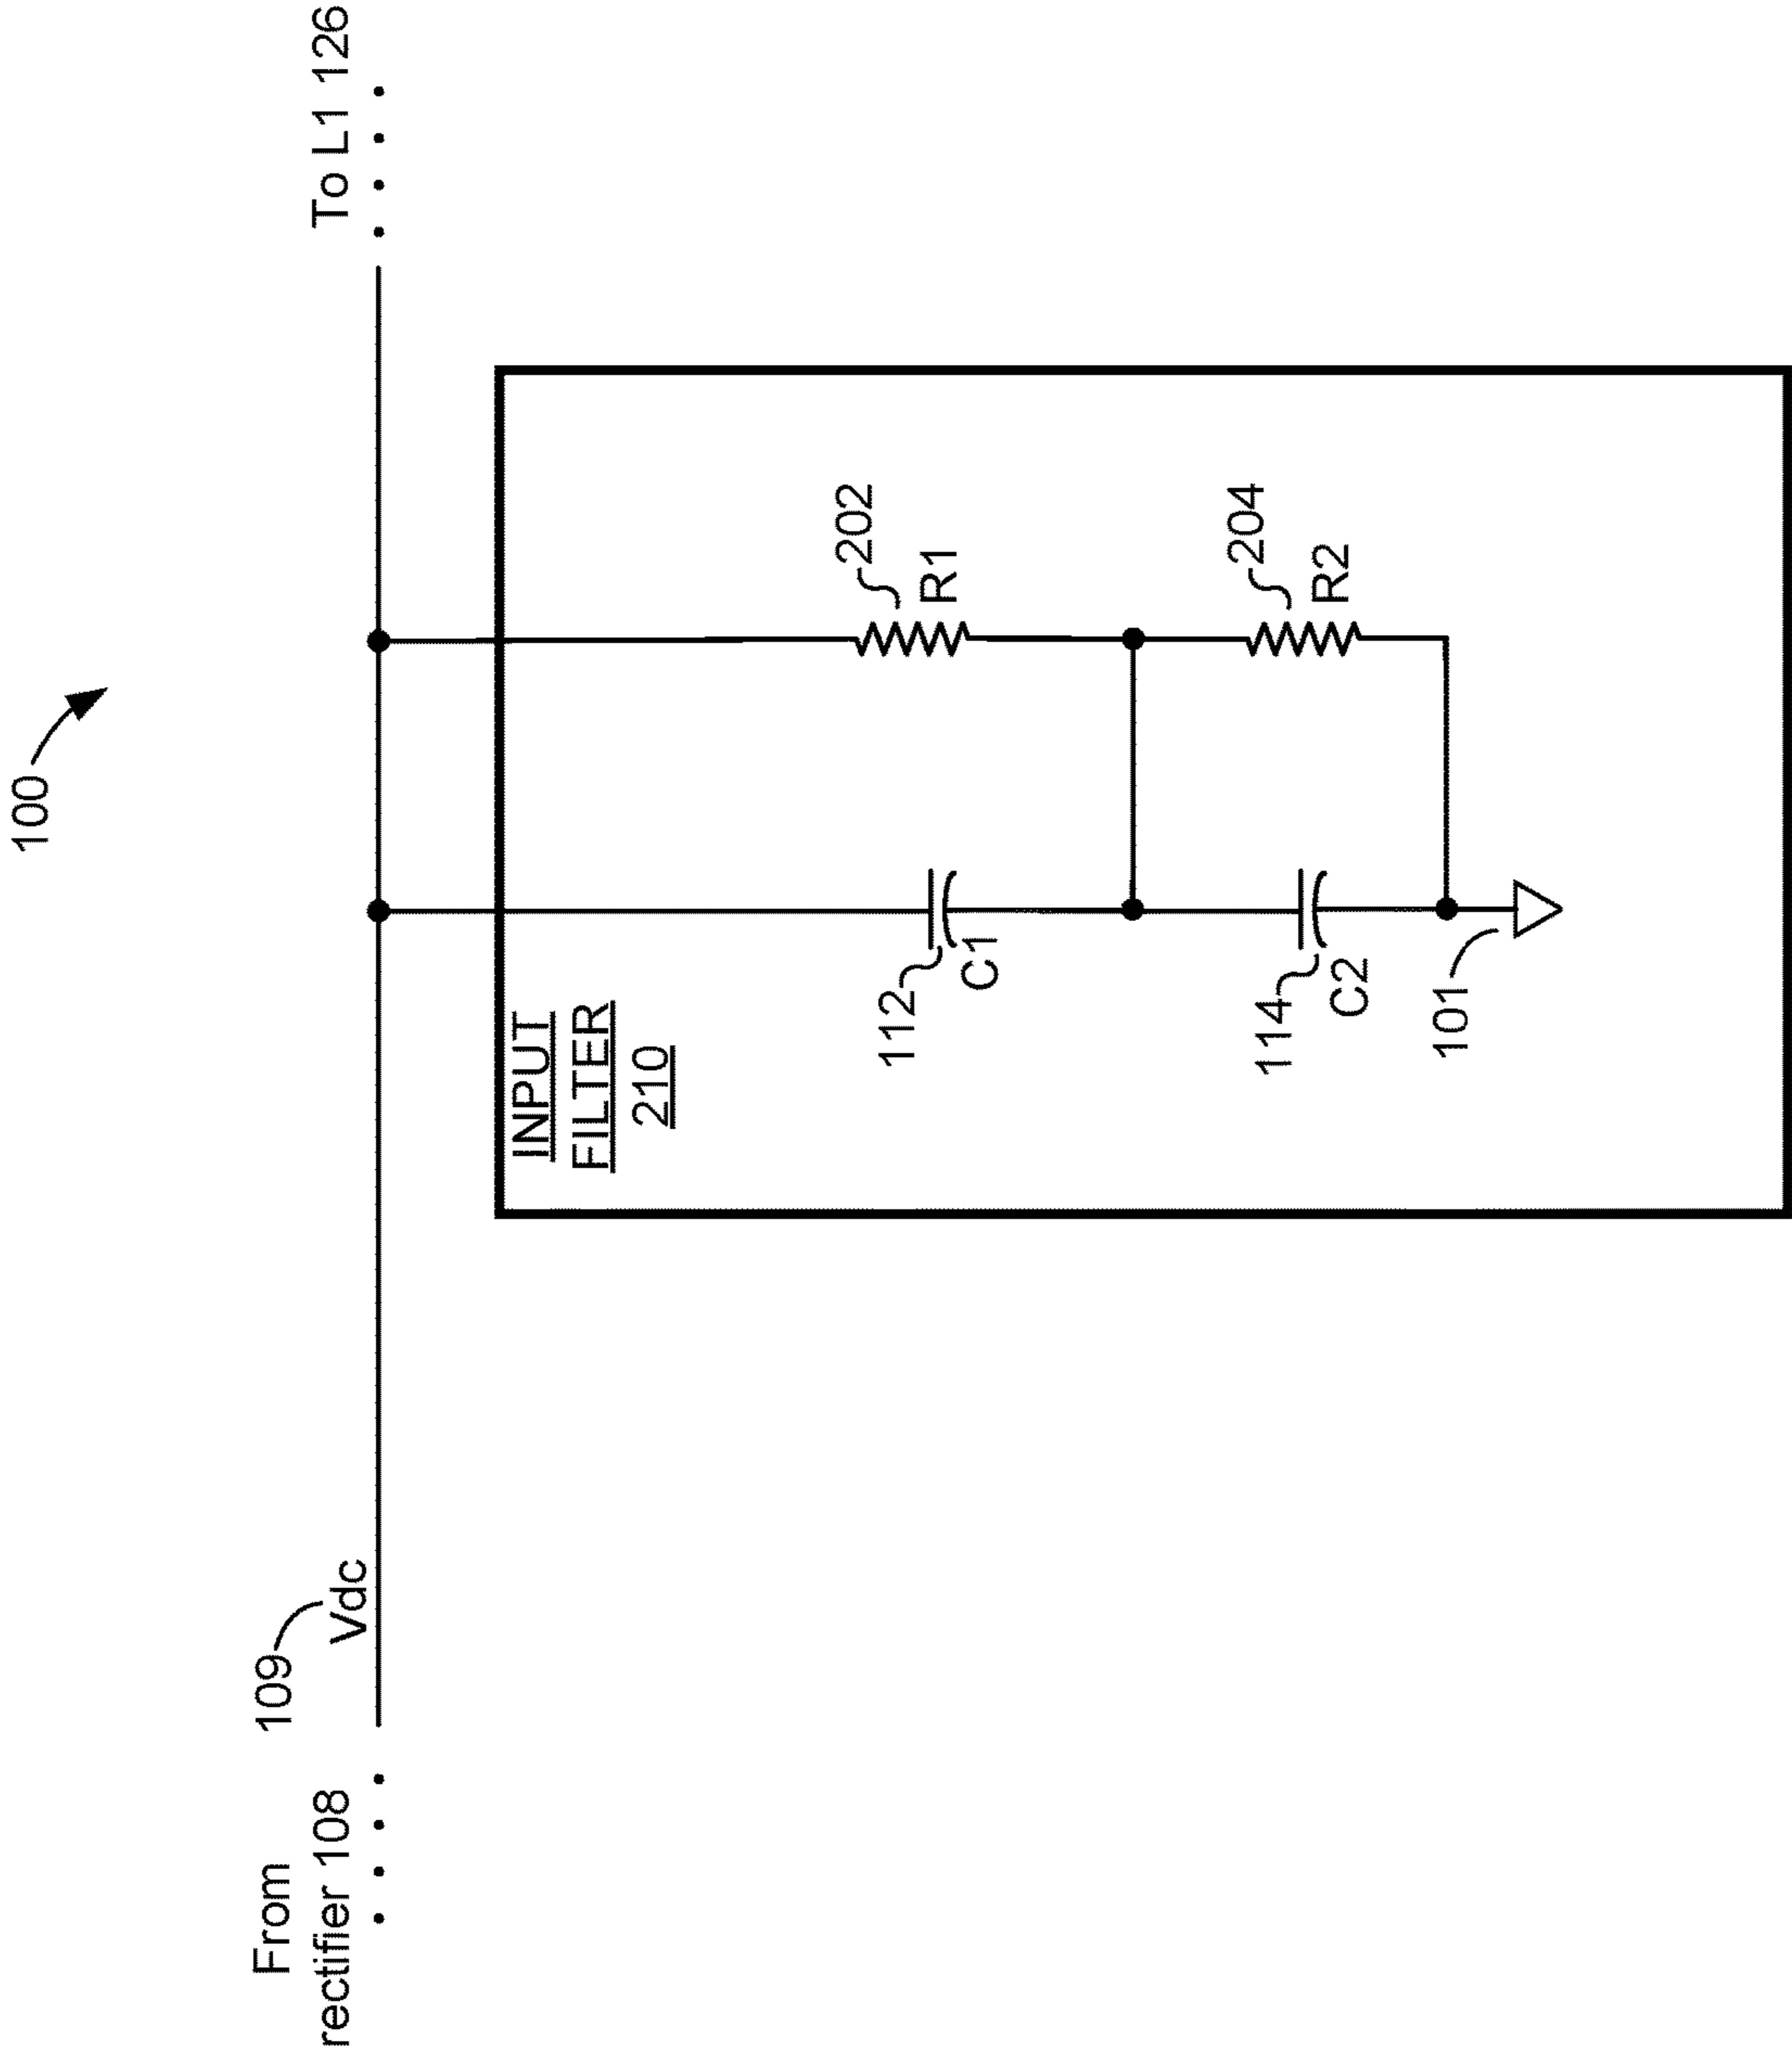 100
From
rectifier 108
109
Vdc
To L1 126
INPUT
FILTER
210
112
C1
202
R1
114
C2
204
R2
101